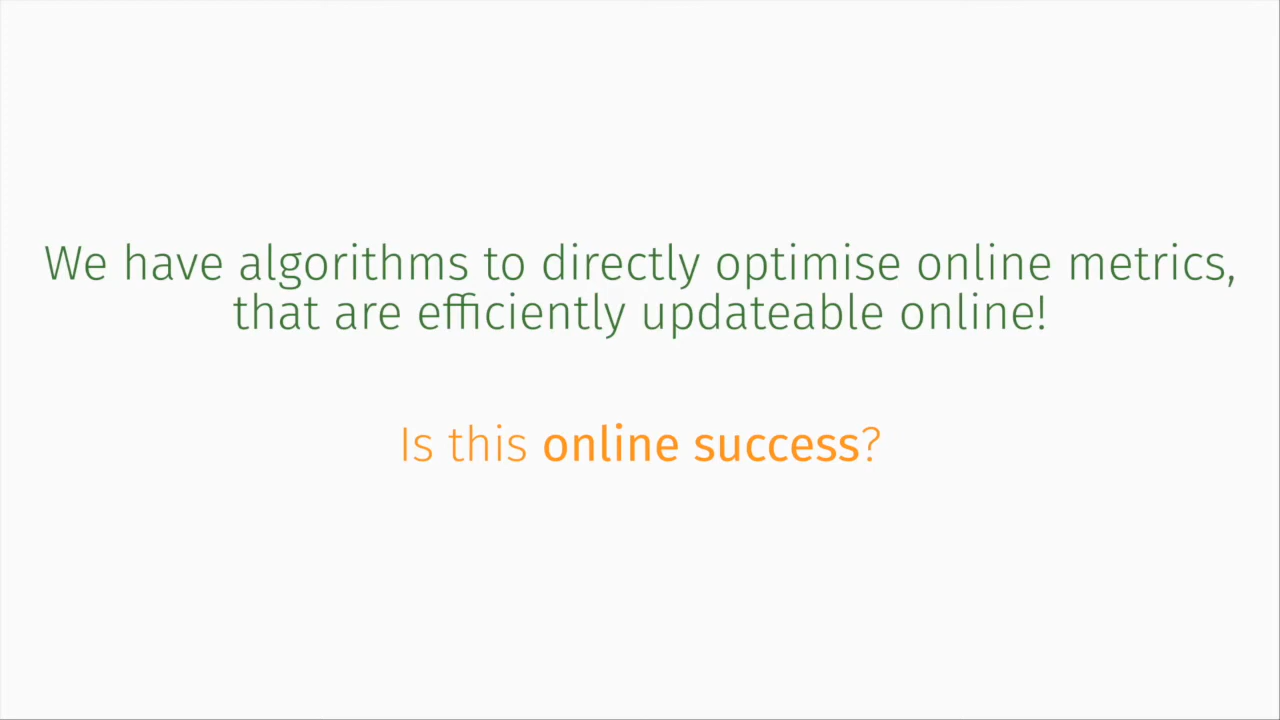 We have algorithms to directly optimise online metrics,
that are efficiently updateable online!
Is this online success?